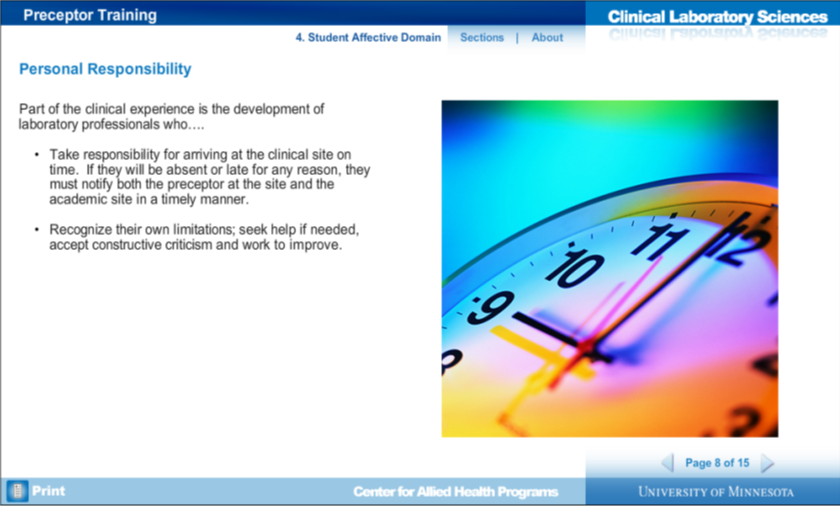 Preceptor Training
Clinical Laboratory Sciences
4. Student Affective Domain
Sections | About
Personal Responsibility
Part of the clinical experience is the development of
laboratory professionals who....
• Take responsibility for arriving at the clinical site on
time. If they will be absent or late for any reason, they
must notify both the preceptor at the site and the
academic site in a timely manner.
• Recognize their own limitations; seek help if needed,
accept constructive criticism and work to improve.
8
9
10
11
12
Page 8 of 15
Print
Center for Allied Health Programs
UNIVERSITY OF MINNESOTA